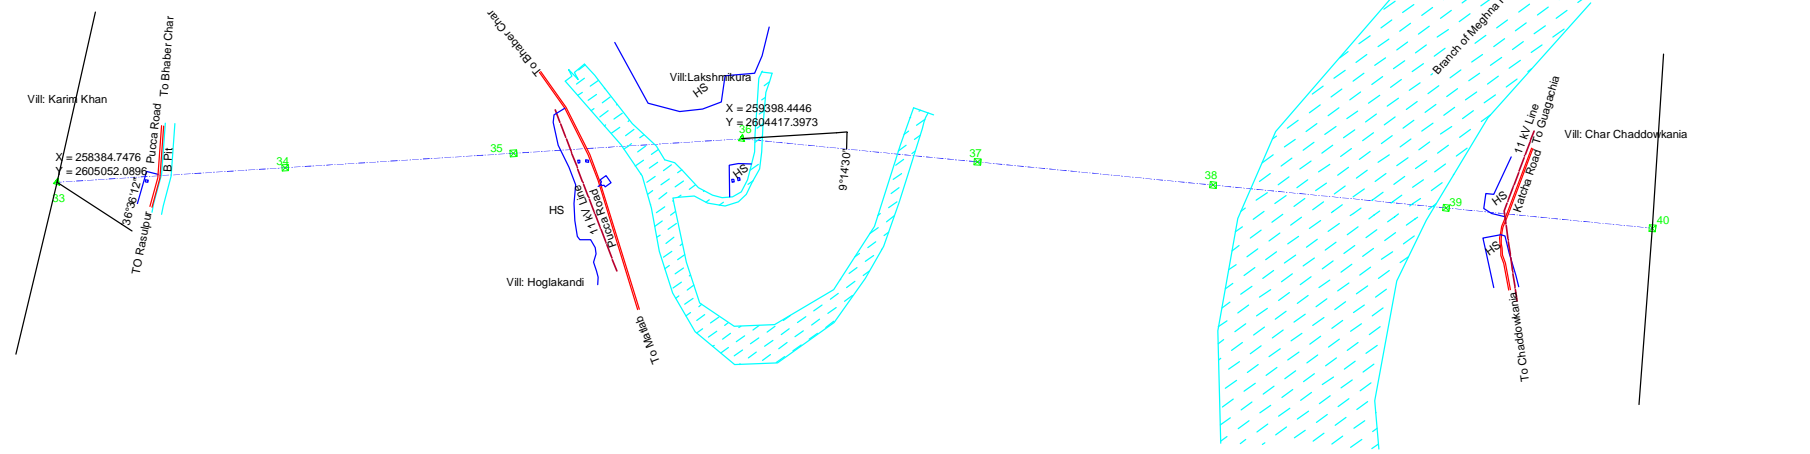 Vill: Karim Khan
X = 258384.7476
Y = 2605052.0896
33
36°36'12"
TO Rasulpur
Pucca Road
To Bhaber Char
B Pit
34
35
To Bhaber Char
HS
11 kV Line
Pucca Road
Vill: Hoglakandi
To Matlab
Vill:Lakshmikura
HS
X = 259398.4446
Y = 2604417.3973
36
HS
9°14'30"
37
38
Branch of Meghna
39
HS
11 kV Line
Katcha Road
To Guagachia
HS
To Chaddowkania
Vill: Char Chaddowkania
40